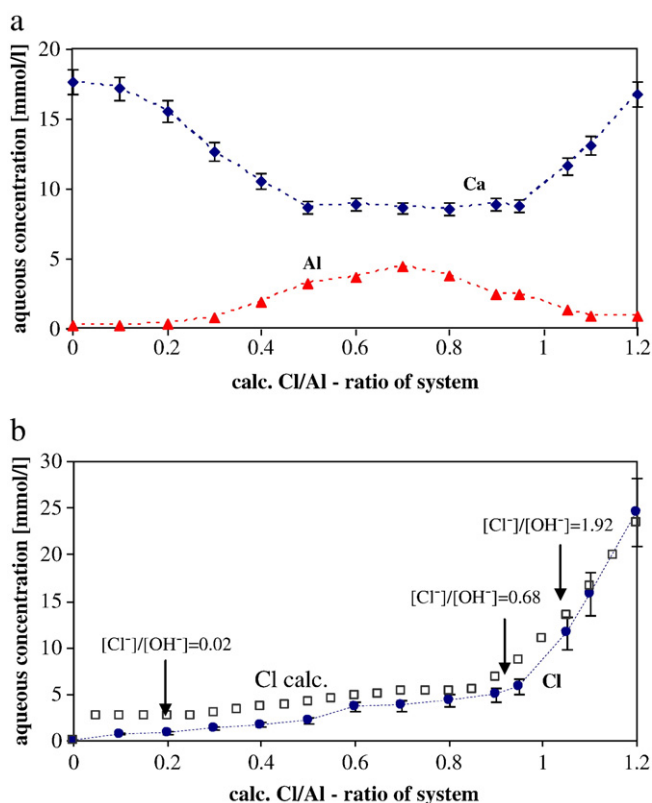 a
20
15
10
5
0
aqueous concentration [mmol/l]
Ca
Al
0 0.2 0.4 0.6 0.8 1 1.2
calc. Cl/Al - ratio of system
b
30
25
20
15
10
5
0
aqueous concentration [mmol/l]
[Cl⁻]/[OH⁻]=1.92
[Cl⁻]/[OH⁻]=0.68
[Cl⁻]/[OH⁻]=0.02
Cl calc.
Cl
0 0.2 0.4 0.6 0.8 1 1.2
calc. Cl/Al - ratio of system